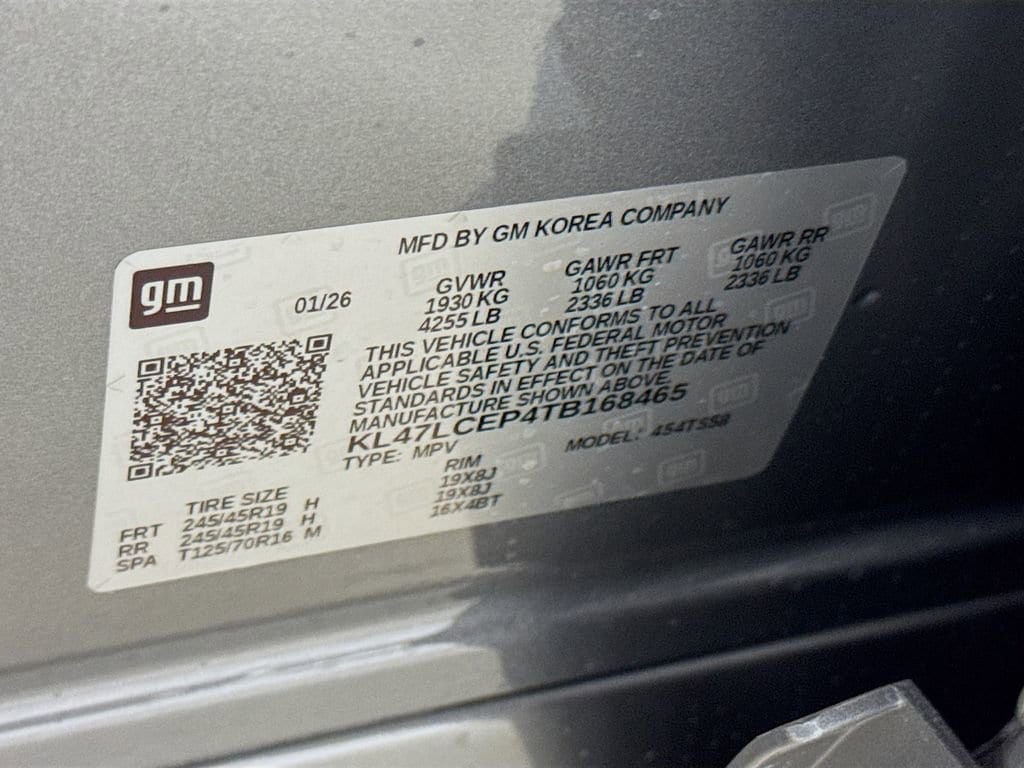 MFD BY GM KOREA COMPANY
gm
01/26
GVWR
1930 KG
4255 LB
GAWR FRT
1060 KG
2336 LB
GAWR RR
1060 KG
2336 LB
THIS VEHICLE CONFORMS TO ALL
APPLICABLE U.S. FEDERAL MOTOR
VEHICLE SAFETY AND THEFT PREVENTION
STANDARDS IN EFFECT ON THE DATE OF
MANUFACTURE SHOWN ABOVE.
KL47LCEP4TB168465
TYPE: MPV MODEL: 4S4TS58
TIRE SIZE RIM
FRT 245/45R19 H 19X8J
RR 245/45R19 H 19X8J
SPA T125/70R16 M 16X4BT